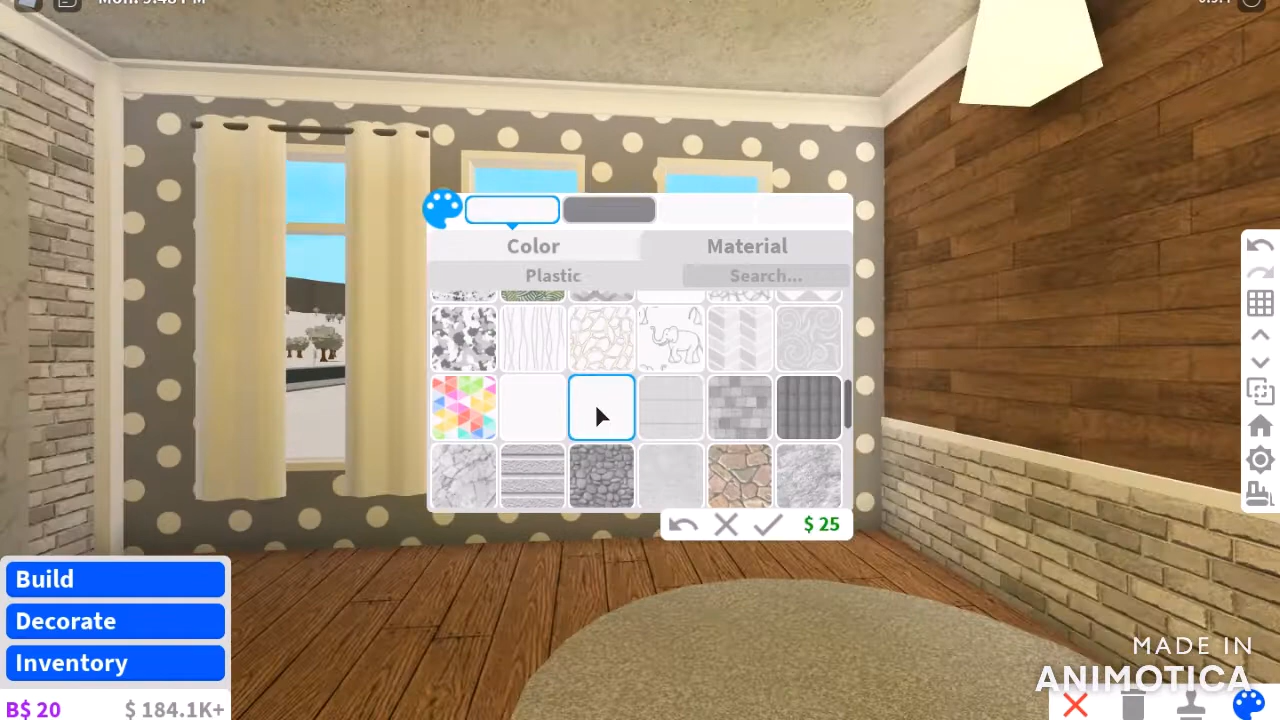 Color
Material
Plastic
Search...
$ 25
Build
Decorate
Inventory
B$ 20
$ 184.1K+
MADE IN
ANIMOTICA